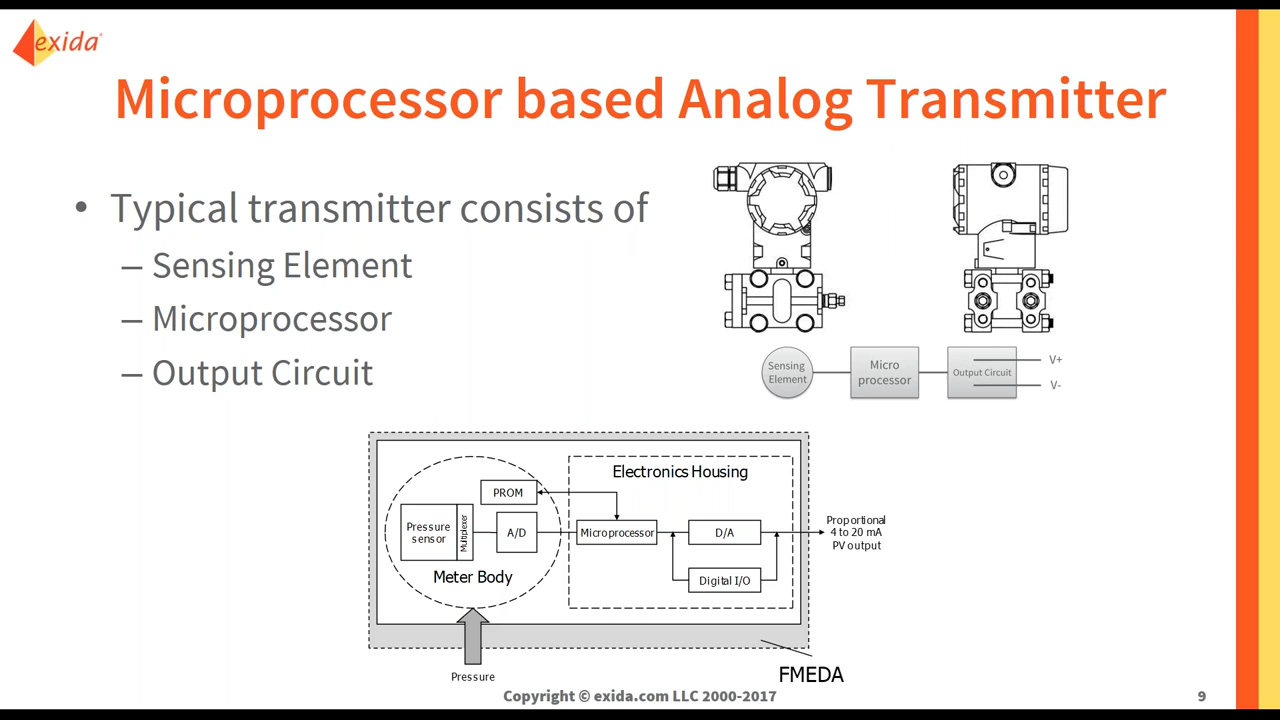 exida
Microprocessor based Analog Transmitter
• Typical transmitter consists of
– Sensing Element
– Microprocessor
– Output Circuit
Sensing
Element
Micro
processor
Output Circuit
V+
V-
Electronics Housing
PROM
Pressure
sensor
Multiplexer
A/D
Microprocessor
D/A
Digital I/O
Meter Body
Proportional
4 to 20 mA
PV output
Pressure
FMEDA
Copyright © exida.com LLC 2000-2017
9